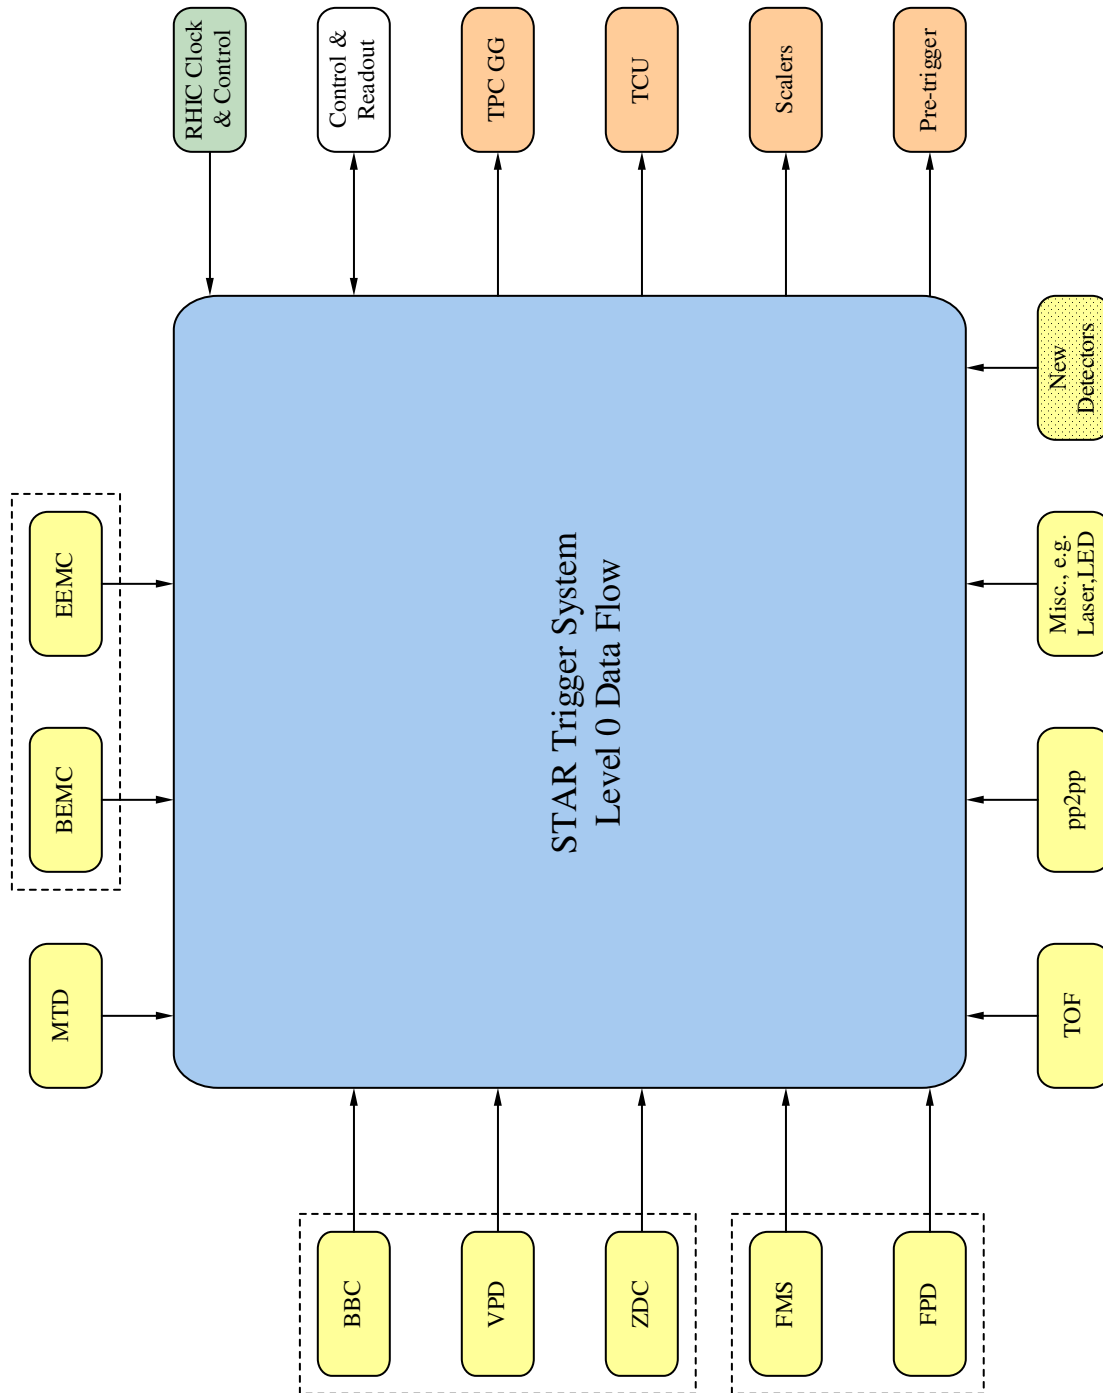 RHIC Clock
& Control
Control &
Readout
TPC GG
TCU
Scalers
Pre-trigger
EEMC
BEMC
MTD
STAR Trigger System
Level 0 Data Flow
New
Detectors
Misc., e.g.
Laser,LED
pp2pp
TOF
BBC
VPD
ZDC
FMS
FPD